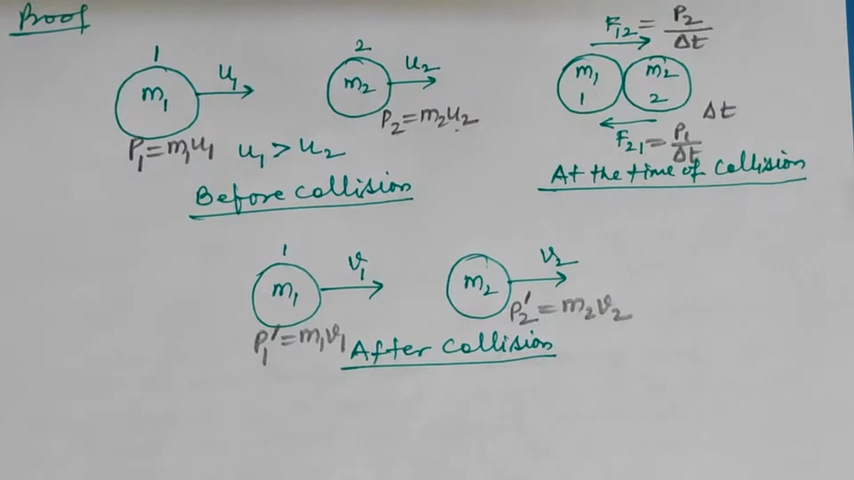 Proof
1
m₁
u₁
P₁=m₁u₁
2
m₂
u₂
P₂=m₂u₂
u₁ > u₂
Before collision
F₁₂ = P₂/Δt
m₁
1
m₂
2
Δt
F₂₁ = P₁/Δt
At the time of collision
1
m₁
v₁
P₁′=m₁v₁
m₂
v₂
P₂′=m₂v₂
After collision